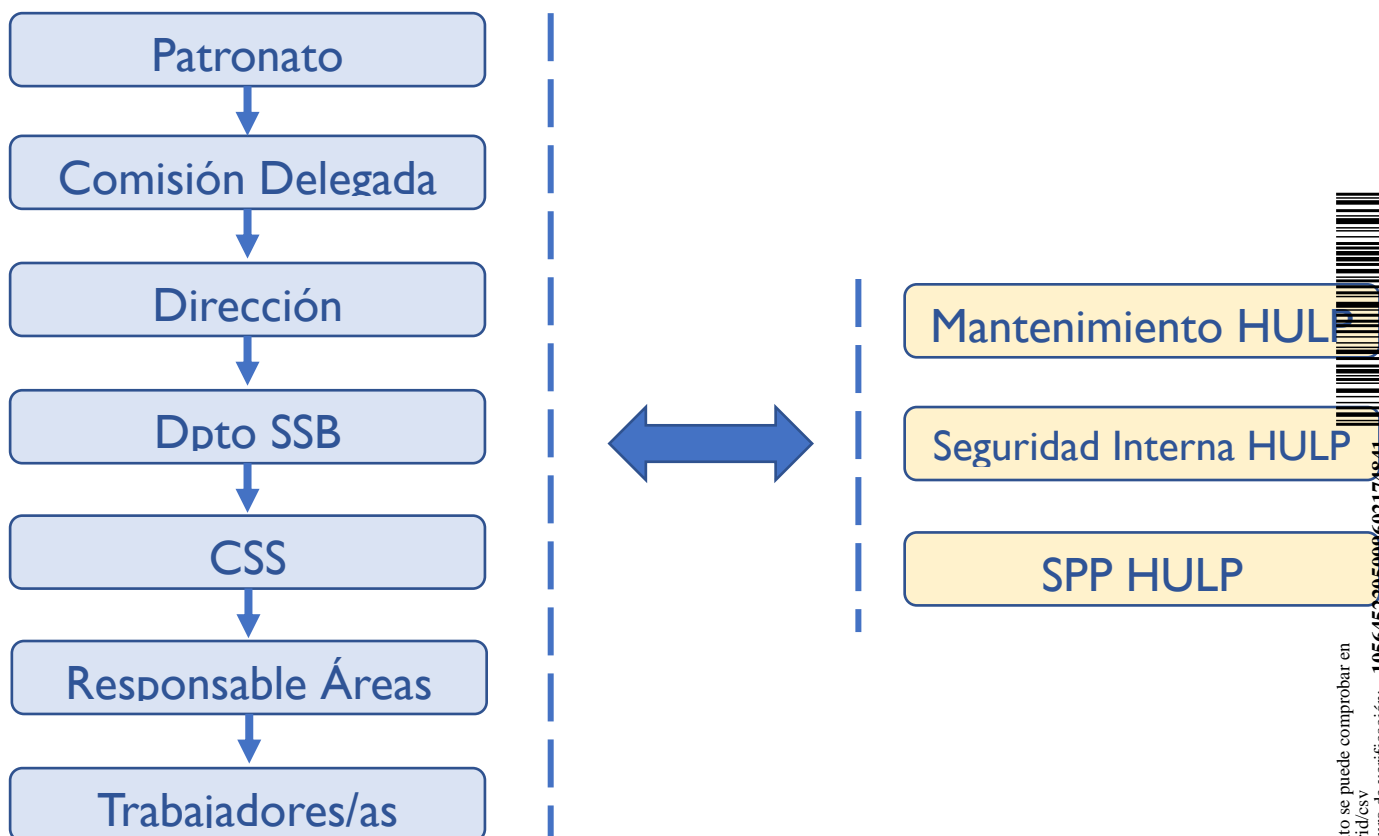 Patronato
Comisión Delegada
Dirección
Dpto SSB
CSS
Responsable Áreas
Trabajadores/as
Mantenimiento HULP
Seguridad Interna HULP
SPP HULP
to se puede comprobar en
id/csv